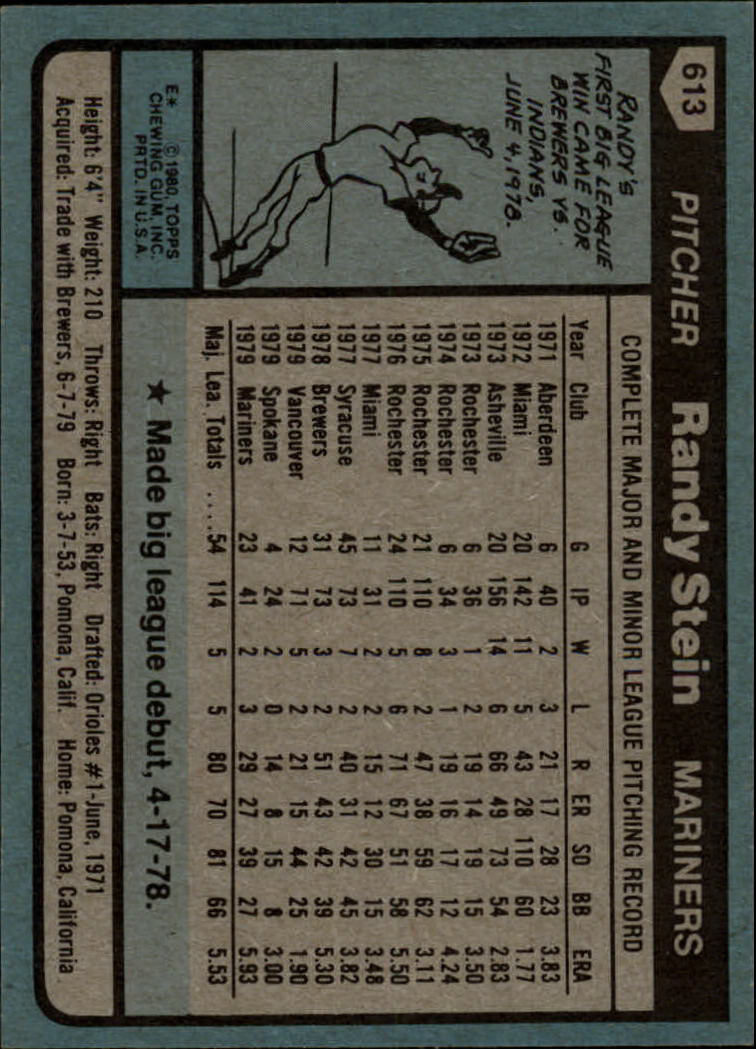 613 PITCHER Randy Stein MARINERS
RANDY'S
FIRST BIG LEAGUE
WIN CAME FOR
BREWERS VS.
INDIANS,
JUNE 4, 1978.
E* © 1980 TOPPS
CHEWING GUM, INC.
PRTD. IN U.S.A.
COMPLETE MAJOR AND MINOR LEAGUE PITCHING RECORD
Year Club G IP W L R ER SO BB ERA
1971 Aberdeen 6 40 2 3 21 17 28 23 3.83
1972 Miami 20 142 11 5 43 28 110 60 1.77
1973 Asheville 20 156 14 6 66 49 73 54 2.83
1973 Rochester 6 36 1 2 19 14 19 15 3.50
1974 Rochester 6 34 3 1 19 16 17 12 4.24
1975 Rochester 21 110 8 2 47 38 59 62 3.11
1976 Rochester 24 110 5 6 71 67 51 58 5.50
1977 Miami 11 31 2 2 15 12 30 15 3.48
1977 Syracuse 45 73 7 2 40 31 42 45 3.82
1978 Brewers 31 73 3 2 51 43 42 39 5.30
1979 Vancouver 12 71 5 2 21 15 44 25 1.90
1979 Spokane 4 24 2 0 14 8 15 8 3.00
1979 Mariners 23 41 2 3 29 27 39 27 5.93
Maj. Lea. Totals ....54 114 5 5 80 70 81 66 5.53
★ Made big league debut, 4-17-78.
Height: 6'4" Weight: 210 Throws: Right Bats: Right Drafted: Orioles #1-June, 1971
Acquired: Trade with Brewers, 6-7-79 Born: 3-7-53, Pomona, Calif. Home: Pomona, California